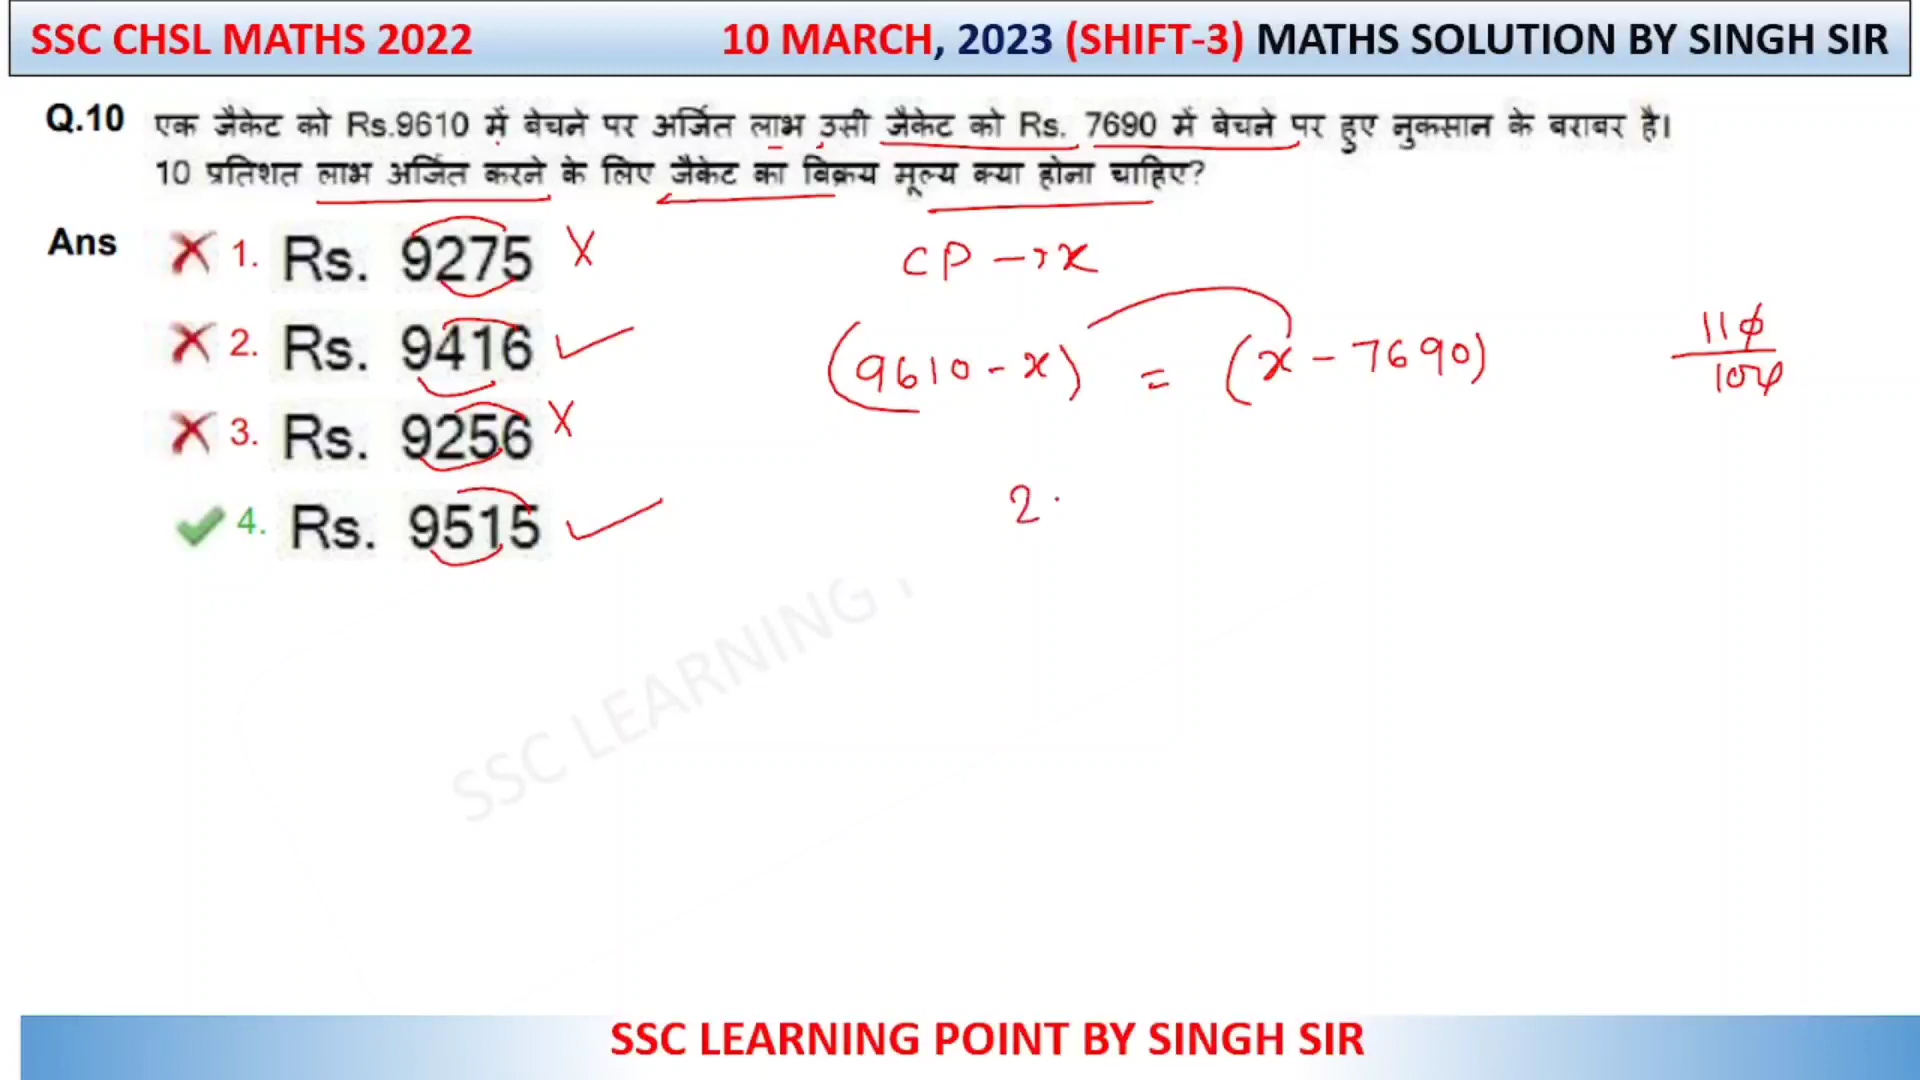 SSC CHSL MATHS 2022 10 MARCH, 2023 (SHIFT-3) MATHS SOLUTION BY SINGH SIR
Q.10 एक जैकेट को Rs.9610 में बेचने पर अर्जित लाभ उसी जैकेट को Rs. 7690 में बेचने पर हुए नुकसान के बराबर है।
10 प्रतिशत लाभ अर्जित करने के लिए जैकेट का विक्रय मूल्य क्या होना चाहिए?
Ans
1. Rs. 9275 X
2. Rs. 9416
3. Rs. 9256 X
4. Rs. 9515
CP → x
(9610 - x) = (x - 7690)
110
100
2
SSC LEARNING
SSC LEARNING POINT BY SINGH SIR